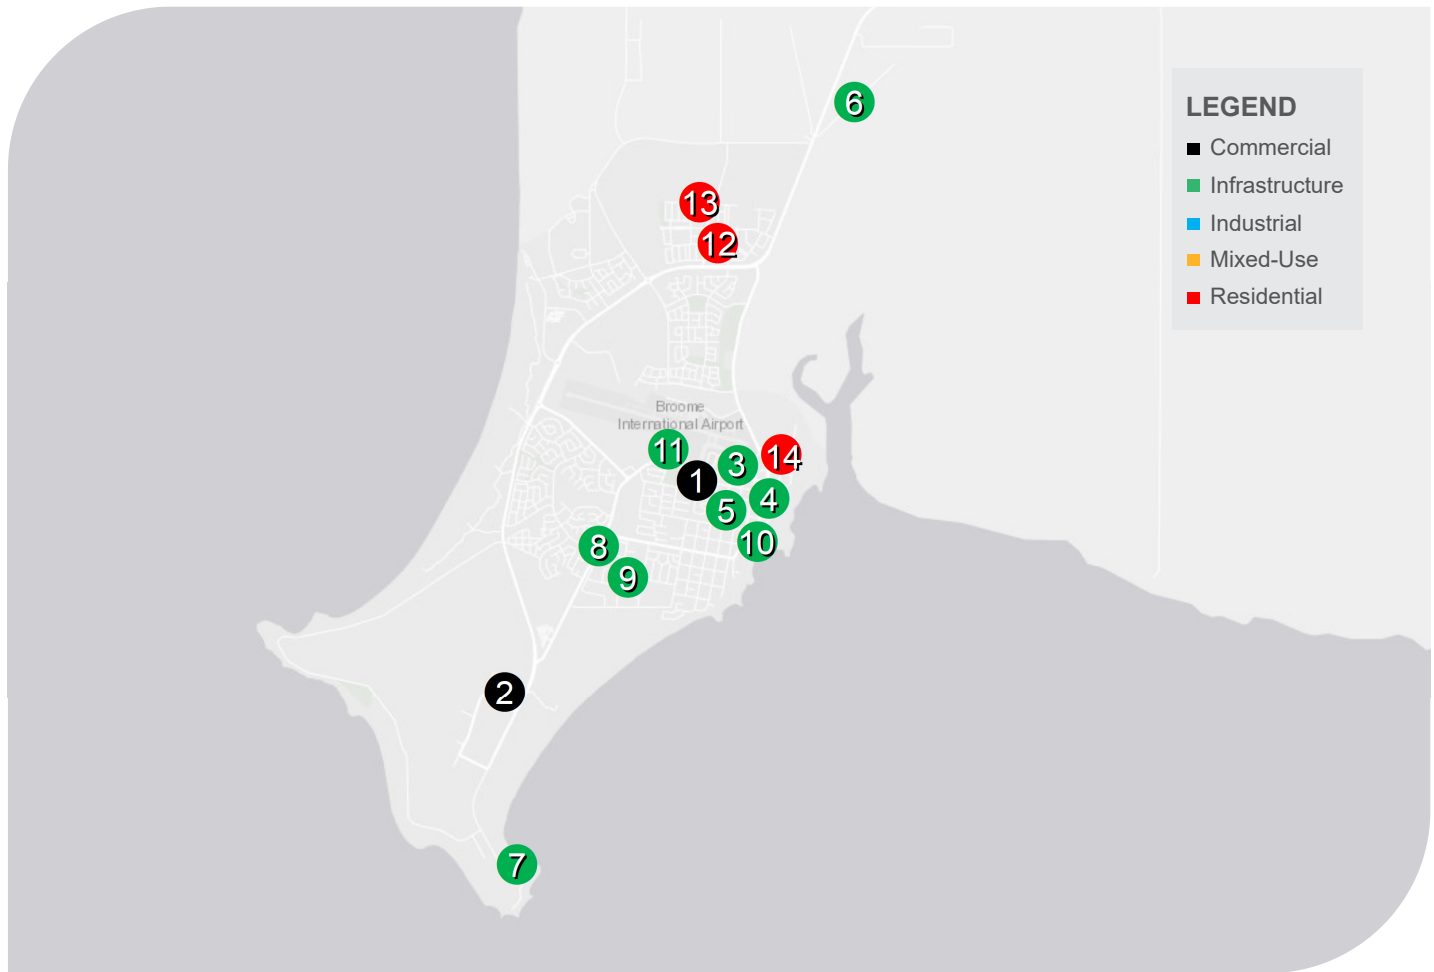 6
LEGEND
Commercial
Infrastructure
Industrial
Mixed-Use
Residential
13
12
Broome
International Airport
11
3
14
1
4
5
10
8
9
2
7